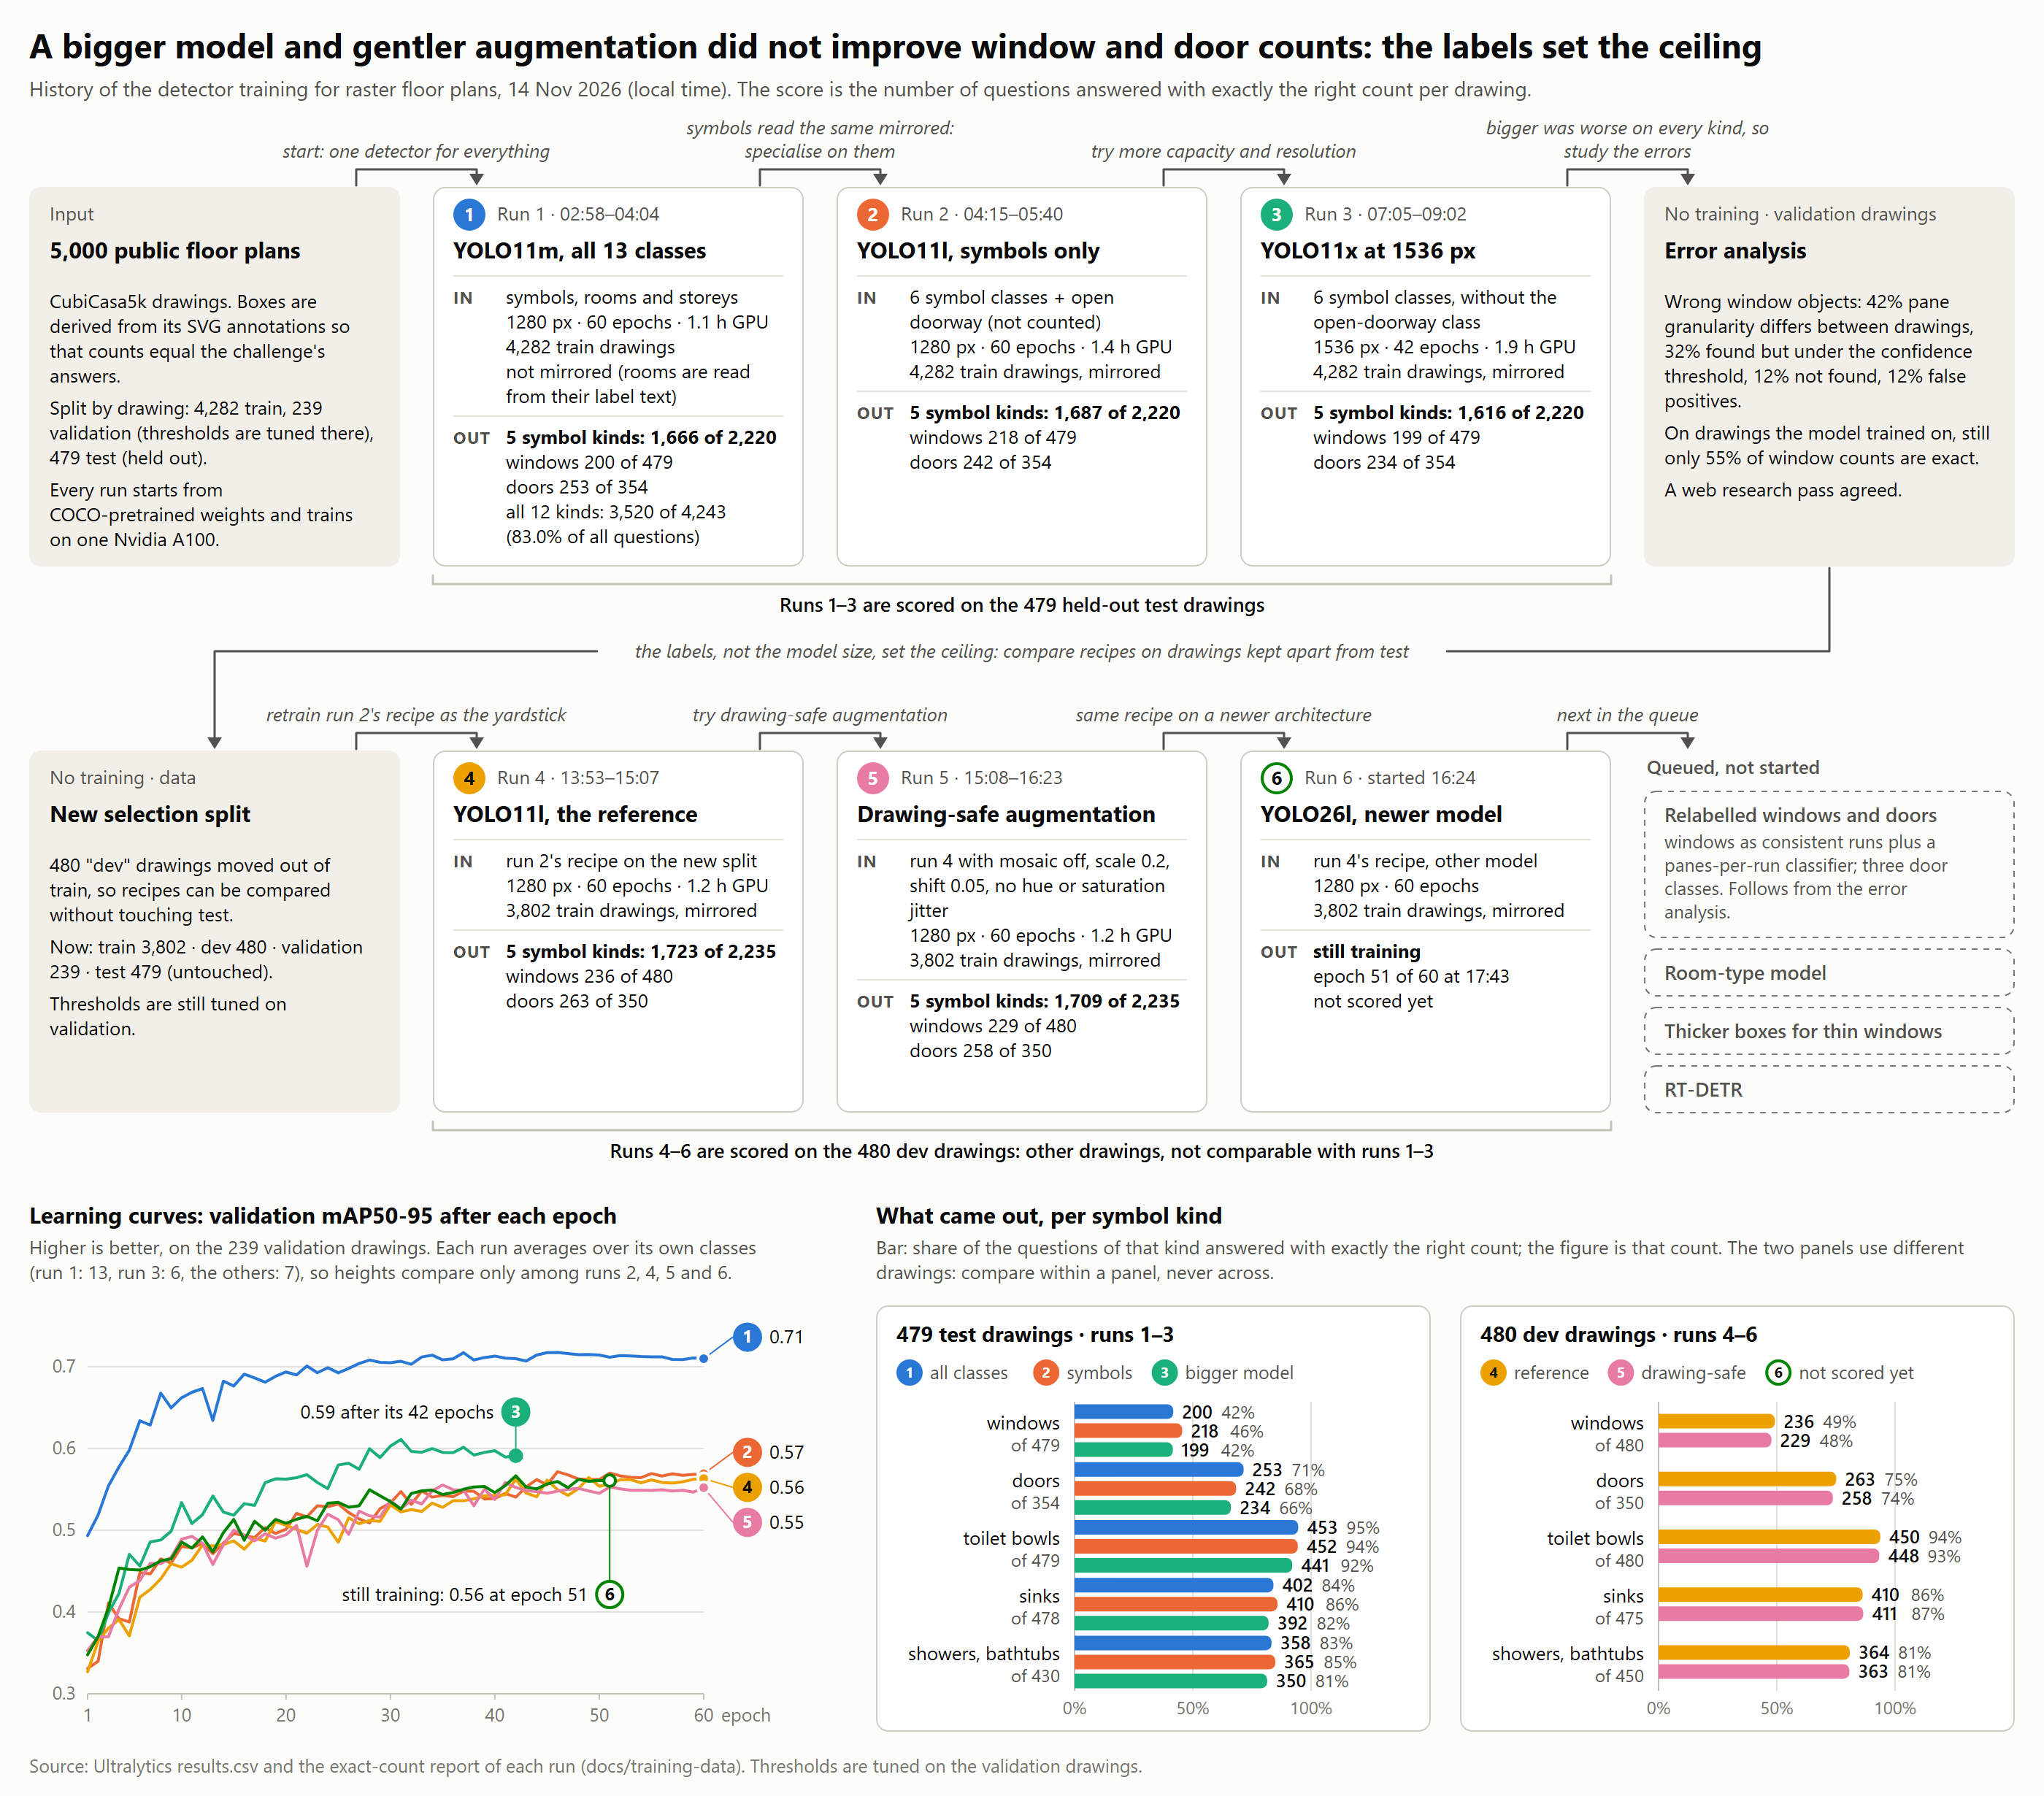 A bigger model and gentler augmentation did not improve window and door counts: the labels set the ceiling
History of the detector training for raster floor plans, 14 Nov 2026 (local time). The score is the number of questions answered with exactly the right count per drawing.
start: one detector for everything
symbols read the same mirrored:
specialise on them
try more capacity and resolution
bigger was worse on every kind, so
study the errors
Input
5,000 public floor plans
CubiCasa5k drawings. Boxes are
derived from its SVG annotations so
that counts equal the challenge's
answers.
Split by drawing: 4,282 train, 239
validation (thresholds are tuned there),
479 test (held out).
Every run starts from
COCO-pretrained weights and trains
on one Nvidia A100.
1 Run 1 · 02:58–04:04
YOLO11m, all 13 classes
IN symbols, rooms and storeys
1280 px · 60 epochs · 1.1 h GPU
4,282 train drawings
not mirrored (rooms are read
from their label text)
OUT 5 symbol kinds: 1,666 of 2,220
windows 200 of 479
doors 253 of 354
all 12 kinds: 3,520 of 4,243
(83.0% of all questions)
2 Run 2 · 04:15–05:40
YOLO11l, symbols only
IN 6 symbol classes + open
doorway (not counted)
1280 px · 60 epochs · 1.4 h GPU
4,282 train drawings, mirrored
OUT 5 symbol kinds: 1,687 of 2,220
windows 218 of 479
doors 242 of 354
3 Run 3 · 07:05–09:02
YOLO11x at 1536 px
IN 6 symbol classes, without the
open-doorway class
1536 px · 42 epochs · 1.9 h GPU
4,282 train drawings, mirrored
OUT 5 symbol kinds: 1,616 of 2,220
windows 199 of 479
doors 234 of 354
No training · validation drawings
Error analysis
Wrong window objects: 42% pane
granularity differs between drawings,
32% found but under the confidence
threshold, 12% not found, 12% false
positives.
On drawings the model trained on, still
only 55% of window counts are exact.
A web research pass agreed.
Runs 1–3 are scored on the 479 held-out test drawings
the labels, not the model size, set the ceiling: compare recipes on drawings kept apart from test
retrain run 2's recipe as the yardstick
try drawing-safe augmentation
same recipe on a newer architecture
next in the queue
No training · data
New selection split
480 "dev" drawings moved out of
train, so recipes can be compared
without touching test.
Now: train 3,802 · dev 480 · validation
239 · test 479 (untouched).
Thresholds are still tuned on
validation.
4 Run 4 · 13:53–15:07
YOLO11l, the reference
IN run 2's recipe on the new split
1280 px · 60 epochs · 1.2 h GPU
3,802 train drawings, mirrored
OUT 5 symbol kinds: 1,723 of 2,235
windows 236 of 480
doors 263 of 350
5 Run 5 · 15:08–16:23
Drawing-safe augmentation
IN run 4 with mosaic off, scale 0.2,
shift 0.05, no hue or saturation
jitter
1280 px · 60 epochs · 1.2 h GPU
3,802 train drawings, mirrored
OUT 5 symbol kinds: 1,709 of 2,235
windows 229 of 480
doors 258 of 350
6 Run 6 · started 16:24
YOLO26l, newer model
IN run 4's recipe, other model
1280 px · 60 epochs
3,802 train drawings, mirrored
OUT still training
epoch 51 of 60 at 17:43
not scored yet
Queued, not started
Relabelled windows and doors
windows as consistent runs plus a
panes-per-run classifier; three door
classes. Follows from the error
analysis.
Room-type model
Thicker boxes for thin windows
RT-DETR
Runs 4–6 are scored on the 480 dev drawings: other drawings, not comparable with runs 1–3
Learning curves: validation mAP50-95 after each epoch
Higher is better, on the 239 validation drawings. Each run averages over its own classes
(run 1: 13, run 3: 6, the others: 7), so heights compare only among runs 2, 4, 5 and 6.
1 0.71
0.7
0.59 after its 42 epochs 3
0.6
2 0.57
4 0.56
5 0.55
0.5
still training: 0.56 at epoch 51 6
0.4
0.3
1 10 20 30 40 50 60 epoch
What came out, per symbol kind
Bar: share of the questions of that kind answered with exactly the right count; the figure is that count. The two panels use different
drawings: compare within a panel, never across.
479 test drawings · runs 1–3
1 all classes 2 symbols 3 bigger model
windows
of 479
200 42%
218 46%
199 42%
doors
of 354
253 71%
242 68%
234 66%
toilet bowls
of 479
453 95%
452 94%
441 92%
sinks
of 478
402 84%
410 86%
392 82%
showers, bathtubs
of 430
358 83%
365 85%
350 81%
0% 50% 100%
480 dev drawings · runs 4–6
4 reference 5 drawing-safe 6 not scored yet
windows
of 480
236 49%
229 48%
doors
of 350
263 75%
258 74%
toilet bowls
of 480
450 94%
448 93%
sinks
of 475
410 86%
411 87%
showers, bathtubs
of 450
364 81%
363 81%
0% 50% 100%
Source: Ultralytics results.csv and the exact-count report of each run (docs/training-data). Thresholds are tuned on the validation drawings.